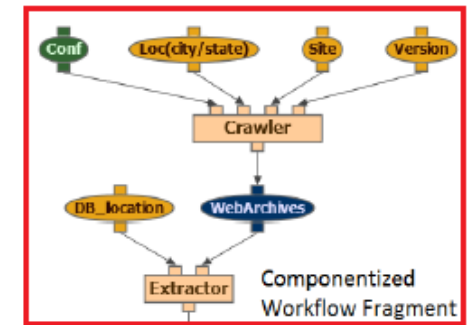 Conf Loc(city/state) Site Version
Crawler
DB_location WebArchives
Extractor
Componentized
Workflow Fragment